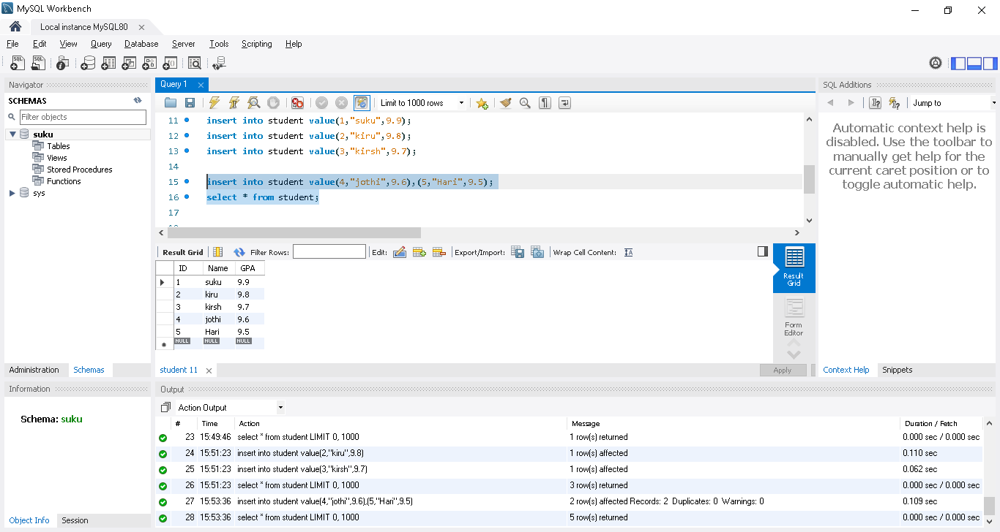 MySQL Workbench
Local instance MySQL80
File Edit View Query Database Server Tools Scripting Help
Navigator
SCHEMAS
Filter objects
suku
Tables
Views
Stored Procedures
Functions
sys
Administration Schemas
Information
Schema: suku
Object Info Session
Query 1
Limit to 1000 rows
11 insert into student value(1,"suku",9.9);
12 insert into student value(2,"kiru",9.8);
13 insert into student value(3,"kirsh",9.7);
14
15 insert into student value(4,"jothi",9.6),(5,"Hari",9.5);
16 select * from student;
17
Result Grid Filter Rows: Edit: Export/Import: Wrap Cell Content:
ID Name GPA
1 suku 9.9
2 kiru 9.8
3 kirsh 9.7
4 jothi 9.6
5 Hari 9.5
NULL NULL NULL
Result
Grid
Form
Editor
student 11
Apply
SQL Additions
Jump to
Automatic context help is
disabled. Use the toolbar to
manually get help for the
current caret position or to
toggle automatic help.
Context Help Snippets
Output
Action Output
# Time Action Message Duration / Fetch
23 15:49:46 select * from student LIMIT 0, 1000 1 row(s) returned 0.000 sec / 0.000 sec
24 15:51:23 insert into student value(2,"kiru",9.8) 1 row(s) affected 0.110 sec
25 15:51:23 insert into student value(3,"kirsh",9.7) 1 row(s) affected 0.062 sec
26 15:51:23 select * from student LIMIT 0, 1000 3 row(s) returned 0.000 sec / 0.000 sec
27 15:53:36 insert into student value(4,"jothi",9.6),(5,"Hari",9.5) 2 row(s) affected Records: 2 Duplicates: 0 Warnings: 0 0.109 sec
28 15:53:36 select * from student LIMIT 0, 1000 5 row(s) returned 0.000 sec / 0.000 sec